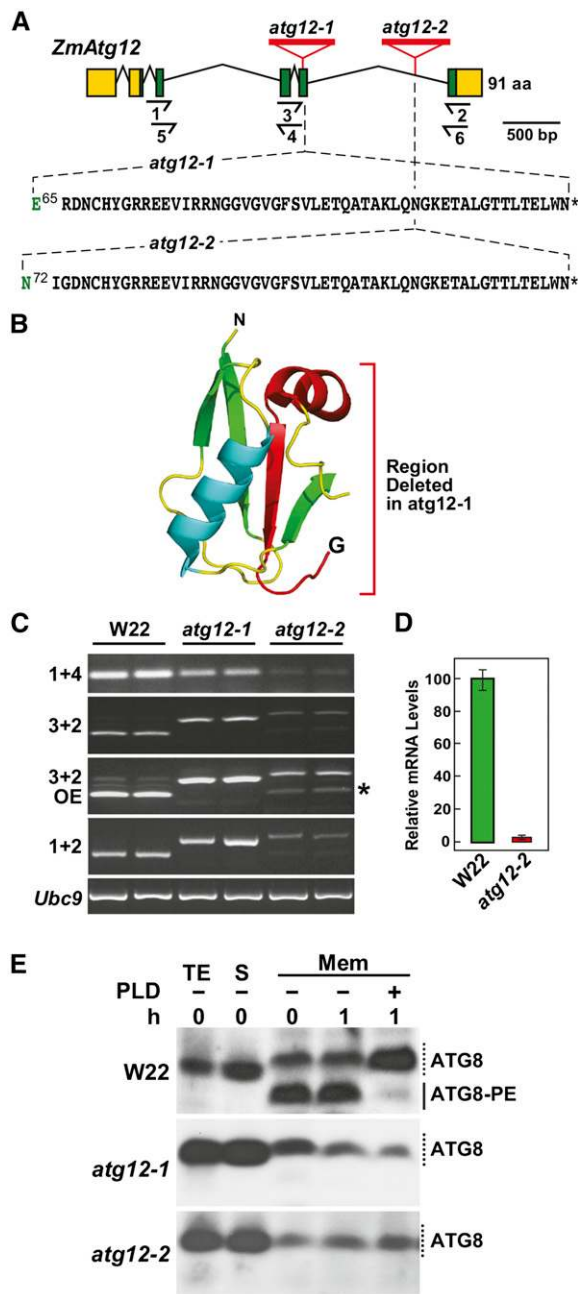 A
atg12-1 atg12-2
ZmAtg12
91 aa
1 3 2
5 4 6
500 bp
atg12-1
E65 RDNCHYGRREEVIRRNGGVGVGFSVLETQATAKLQNGKETALGTTLTELWN*
atg12-2
N72 IGDNCHYGRREEVIRRNGGVGVGFSVLETQATAKLQNGKETALGTTLTELWN*
B
N
Region
Deleted
in atg12-1
G
C
W22 atg12-1 atg12-2
1+4
3+2
3+2
OE
*
1+2
Ubc9
D
Relative mRNA Levels
100
80
60
40
20
0
W22
atg12-2
E
Mem
TE S
PLD – – – – +
h 0 0 0 1 1
W22
ATG8
ATG8-PE
atg12-1
ATG8
atg12-2
ATG8